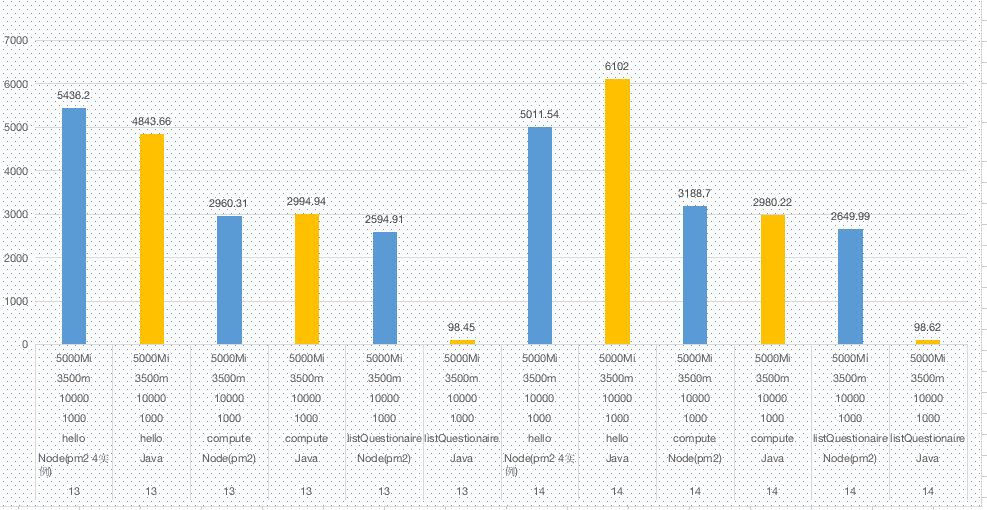 7000
6000
5000
4000
3000
2000
1000
0
5436.2
4843.66
2960.31
2994.94
2594.91
98.45
5011.54
6102
3188.7
2980.22
2649.99
98.62
5000Mi 5000Mi 5000Mi 5000Mi 5000Mi 5000Mi 5000Mi 5000Mi 5000Mi 5000Mi 5000Mi 5000Mi
3500m 3500m 3500m 3500m 3500m 3500m 3500m 3500m 3500m 3500m 3500m 3500m
10000 10000 10000 10000 10000 10000 10000 10000 10000 10000 10000 10000
1000 1000 1000 1000 1000 1000 1000 1000 1000 1000 1000 1000
hello hello compute compute listQuestionaire listQuestionaire hello hello compute compute listQuestionaire listQuestionaire
Node(pm2 4实例) Java Node(pm2) Java Node(pm2) Java Node(pm2 4实例) Java Node(pm2) Java Node(pm2) Java
13 13 13 13 13 13 14 14 14 14 14 14